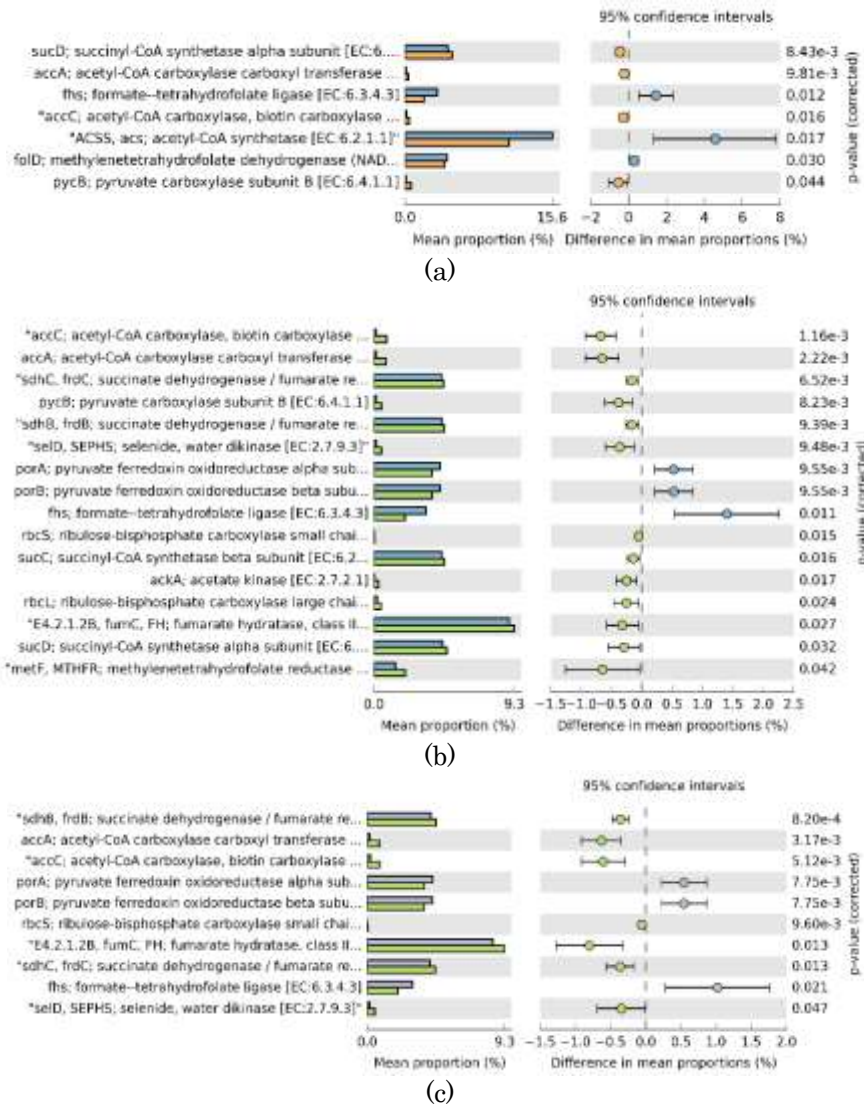 95% confidence intervals
sucD; succinyl-CoA synthetase alpha subunit [EC:6.... 8.43e-3
accA; acetyl-CoA carboxylase carboxyl transferase ... 9.81e-3
fhs; formate--tetrahydrofolate ligase [EC:6.3.4.3] 0.012
"accC; acetyl-CoA carboxylase, biotin carboxylase ... 0.016
"ACSS, acs; acetyl-CoA synthetase [EC:6.2.1.1]" 0.017
folD; methylenetetrahydrofolate dehydrogenase (NAD... 0.030
pycB; pyruvate carboxylase subunit B [EC:6.4.1.1] 0.044
p-value (corrected)
0.0 15.6 −2 0 2 4 6 8
Mean proportion (%) Difference in mean proportions (%)
(a)
95% confidence intervals
"accC; acetyl-CoA carboxylase, biotin carboxylase ... 1.16e-3
accA; acetyl-CoA carboxylase carboxyl transferase ... 2.22e-3
"sdhC, frdC; succinate dehydrogenase / fumarate re... 6.52e-3
pycB; pyruvate carboxylase subunit B [EC:6.4.1.1] 8.23e-3
"sdhB, frdB; succinate dehydrogenase / fumarate re... 9.39e-3
"selD, SEPHS; selenide, water dikinase [EC:2.7.9.3]" 9.48e-3
porA; pyruvate ferredoxin oxidoreductase alpha sub... 9.55e-3
porB; pyruvate ferredoxin oxidoreductase beta subu... 9.55e-3
fhs; formate--tetrahydrofolate ligase [EC:6.3.4.3] 0.011
rbcS; ribulose-bisphosphate carboxylase small chai... 0.015
sucC; succinyl-CoA synthetase beta subunit [EC:6.2... 0.016
ackA; acetate kinase [EC:2.7.2.1] 0.017
rbcL; ribulose-bisphosphate carboxylase large chai... 0.024
"E4.2.1.2B, fumC, FH; fumarate hydratase, class II... 0.027
sucD; succinyl-CoA synthetase alpha subunit [EC:6.... 0.032
"metF, MTHFR; methylenetetrahydrofolate reductase ... 0.042
p-value (corrected)
0.0 9.3 −1.5 −1.0 −0.5 0.0 0.5 1.0 1.5 2.0 2.5
Mean proportion (%) Difference in mean proportions (%)
(b)
95% confidence intervals
"sdhB, frdB; succinate dehydrogenase / fumarate re... 8.20e-4
accA; acetyl-CoA carboxylase carboxyl transferase ... 3.17e-3
"accC; acetyl-CoA carboxylase, biotin carboxylase ... 5.12e-3
porA; pyruvate ferredoxin oxidoreductase alpha sub... 7.75e-3
porB; pyruvate ferredoxin oxidoreductase beta subu... 7.75e-3
rbcS; ribulose-bisphosphate carboxylase small chai... 9.60e-3
"E4.2.1.2B, fumC, FH; fumarate hydratase, class II... 0.013
"sdhC, frdC; succinate dehydrogenase / fumarate re... 0.013
fhs; formate--tetrahydrofolate ligase [EC:6.3.4.3] 0.021
"selD, SEPHS; selenide, water dikinase [EC:2.7.9.3]" 0.047
p-value (corrected)
0.0 9.3 −1.5 −1.0 −0.5 0.0 0.5 1.0 1.5 2.0
Mean proportion (%) Difference in mean proportions (%)
(c)